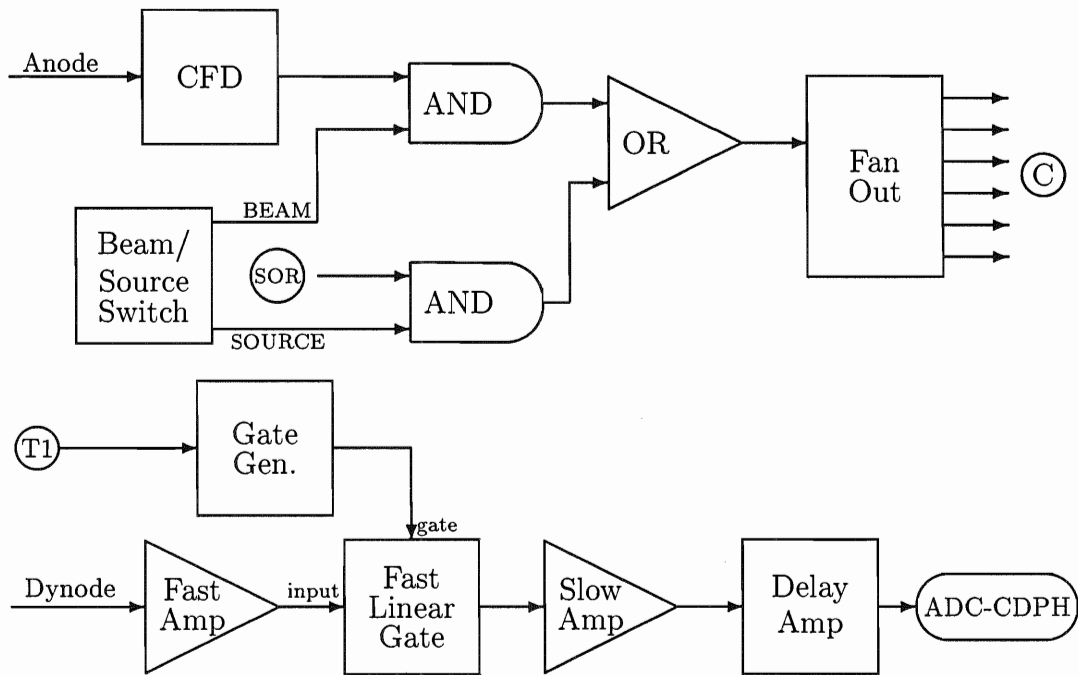 Anode
CFD
AND
OR
Fan
Out
C
BEAM
Beam/
Source
Switch
SOR
AND
SOURCE
T1
Gate
Gen.
gate
Dynode
Fast
Amp
input
Fast
Linear
Gate
Slow
Amp
Delay
Amp
ADC-CDPH